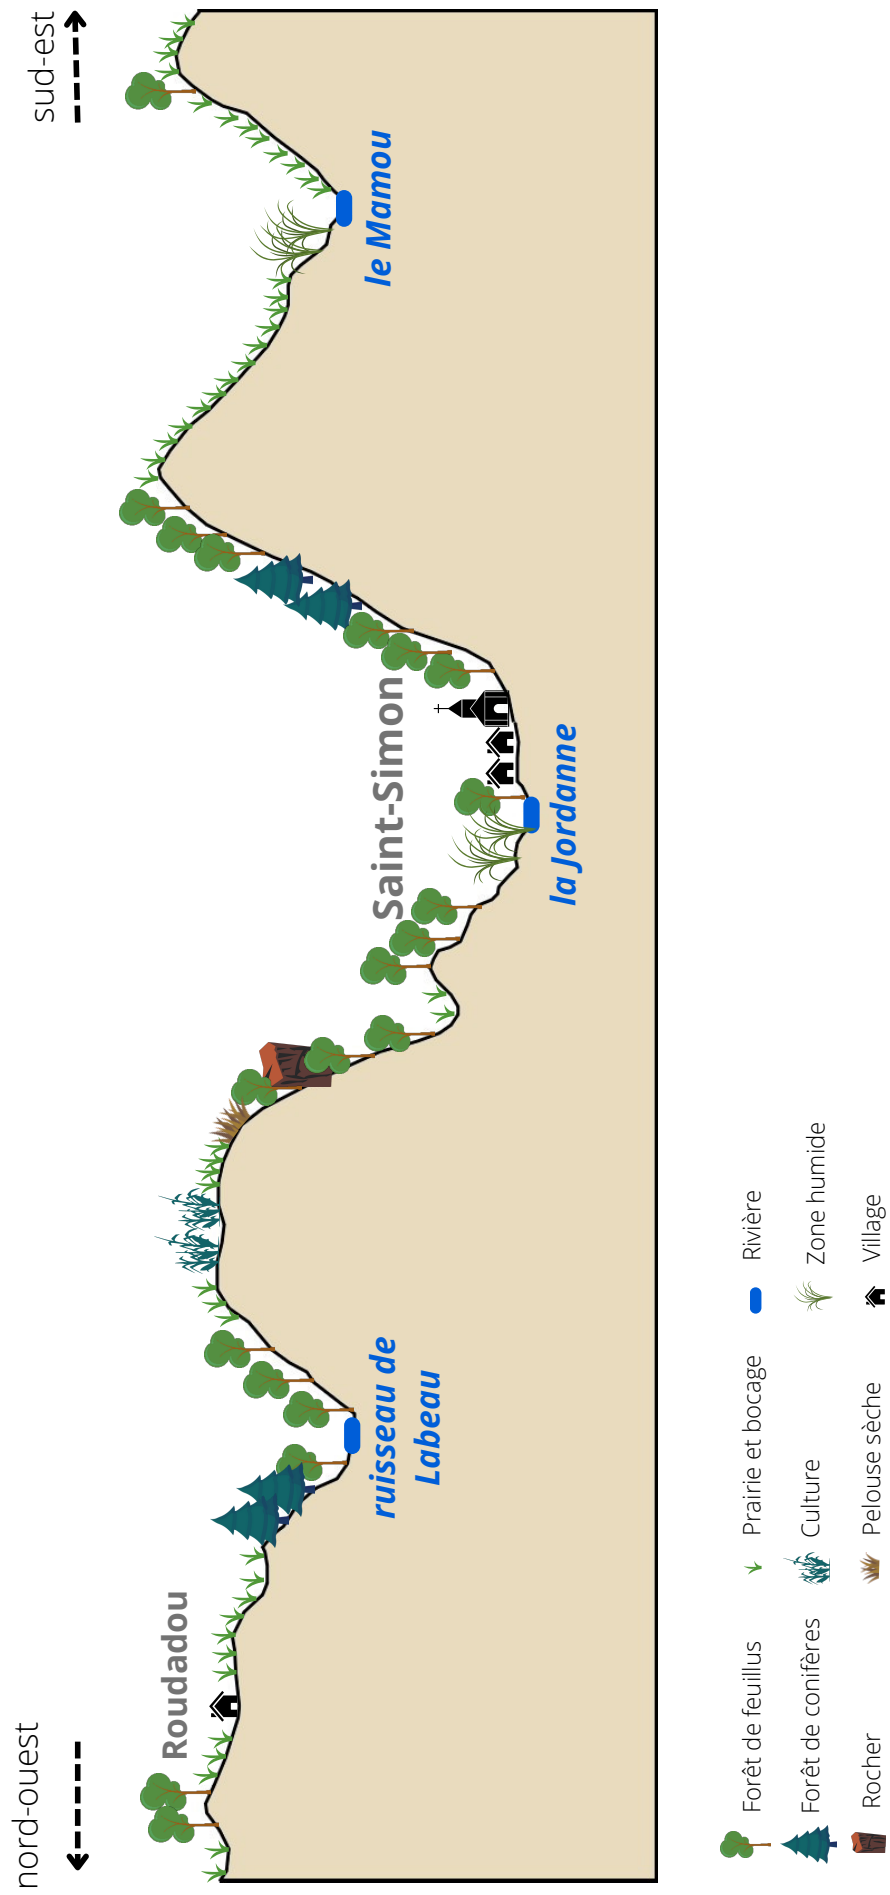 nord-ouest
sud-est
Roudadou
Saint-Simon
ruisseau de
Labeau
la Jordanne
le Mamou
Forêt de feuillus
Prairie et bocage
Rivière
Forêt de conifères
Culture
Zone humide
Rocher
Pelouse sèche
Village